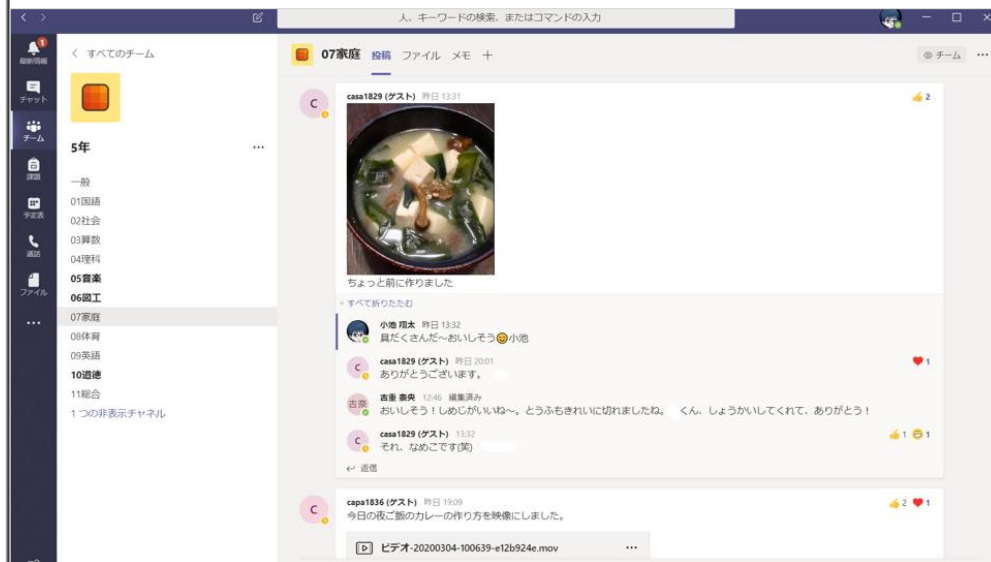 人、キーワードの検索、またはコマンドの入力
1
最新情報
チャット
チーム
課題
予定表
通話
ファイル
すべてのチーム
5年
一般
01国語
02社会
03算数
04理科
05音楽
06図工
07家庭
08体育
09英語
10道徳
11総合
1 つの非表示チャネル
07家庭 投稿 ファイル メモ
チーム
C
casa1829 (ゲスト) 昨日 13:31
2
ちょっと前に作りました
すべて折りたたむ
小池 翔太 昨日 13:32
具だくさんだ~おいしそう😊小池
C
casa1829 (ゲスト) 昨日 20:01
1
ありがとうございます。
古奈
古重 奈央 12:46 編集済み
おいしそう!しめじがいいね~。とうふもきれいに切れましたね。 くん、しょうかいしてくれて、ありがとう!
C
casa1829 (ゲスト) 13:32
1 1
それ、なめこです(笑)
返信
C
capa1836 (ゲスト) 昨日 19:09
2 1
今日の夜ご飯のカレーの作り方を映像にしました。
ビデオ-20200304-100639-e12b924e.mov